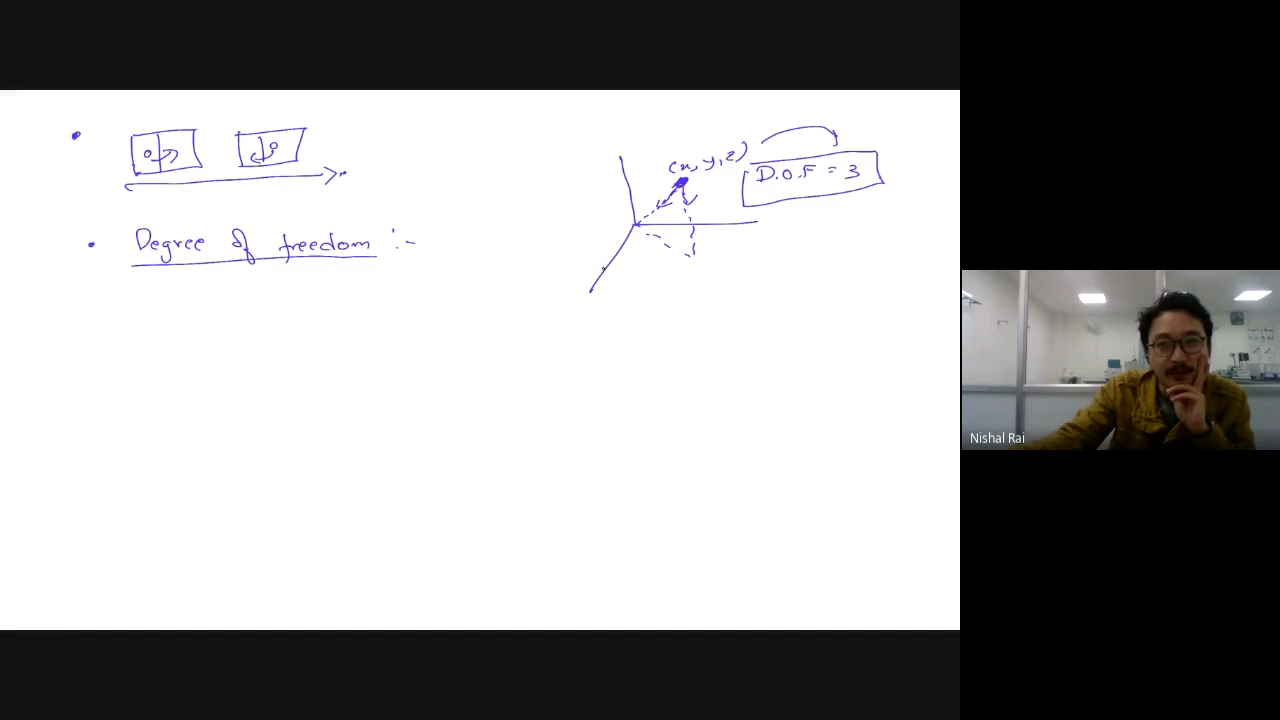 (x, y, z)
D.O.F = 3
Degree of freedom :-
Nishal Rai